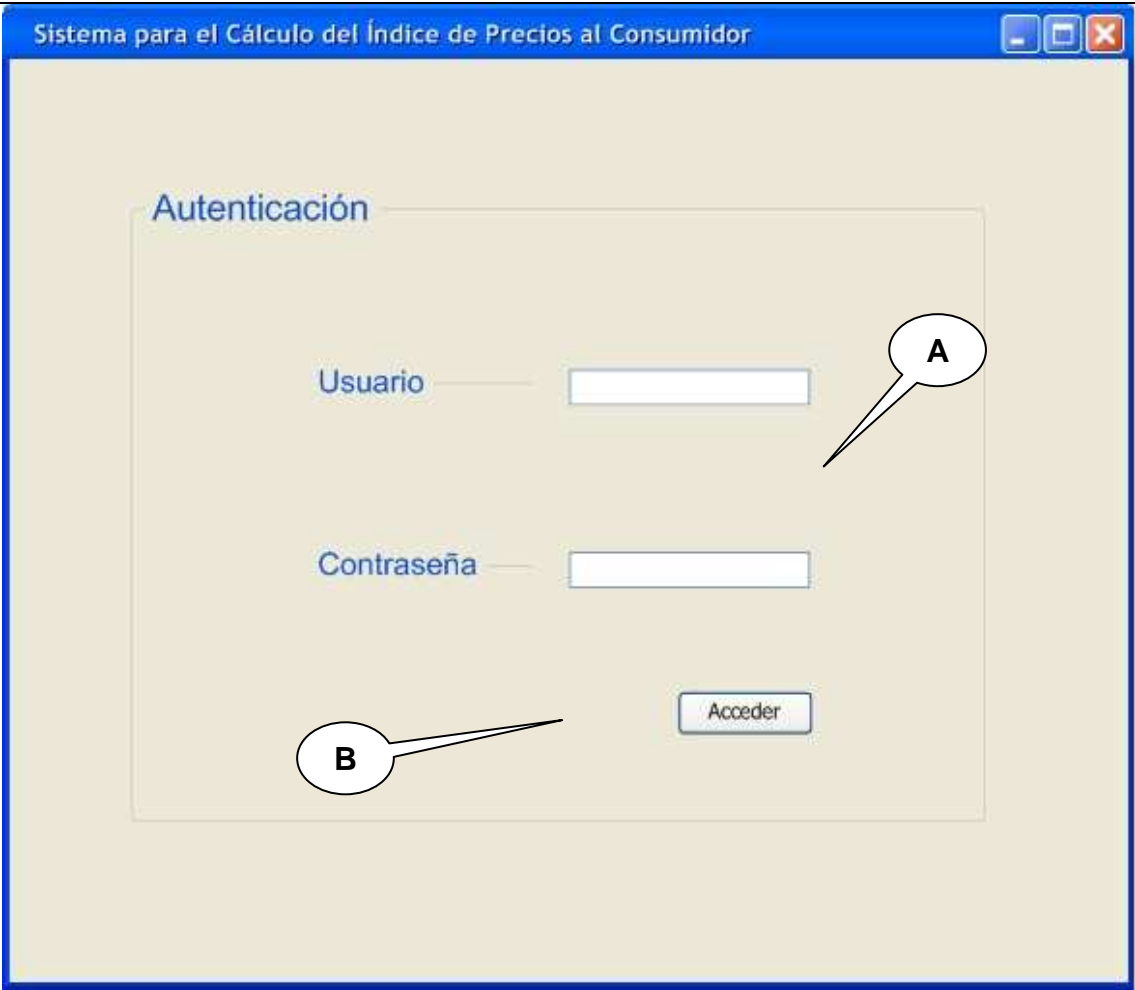 Sistema para el Cálculo del Índice de Precios al Consumidor
Autenticación
A
Usuario
Contraseña
Acceder
B